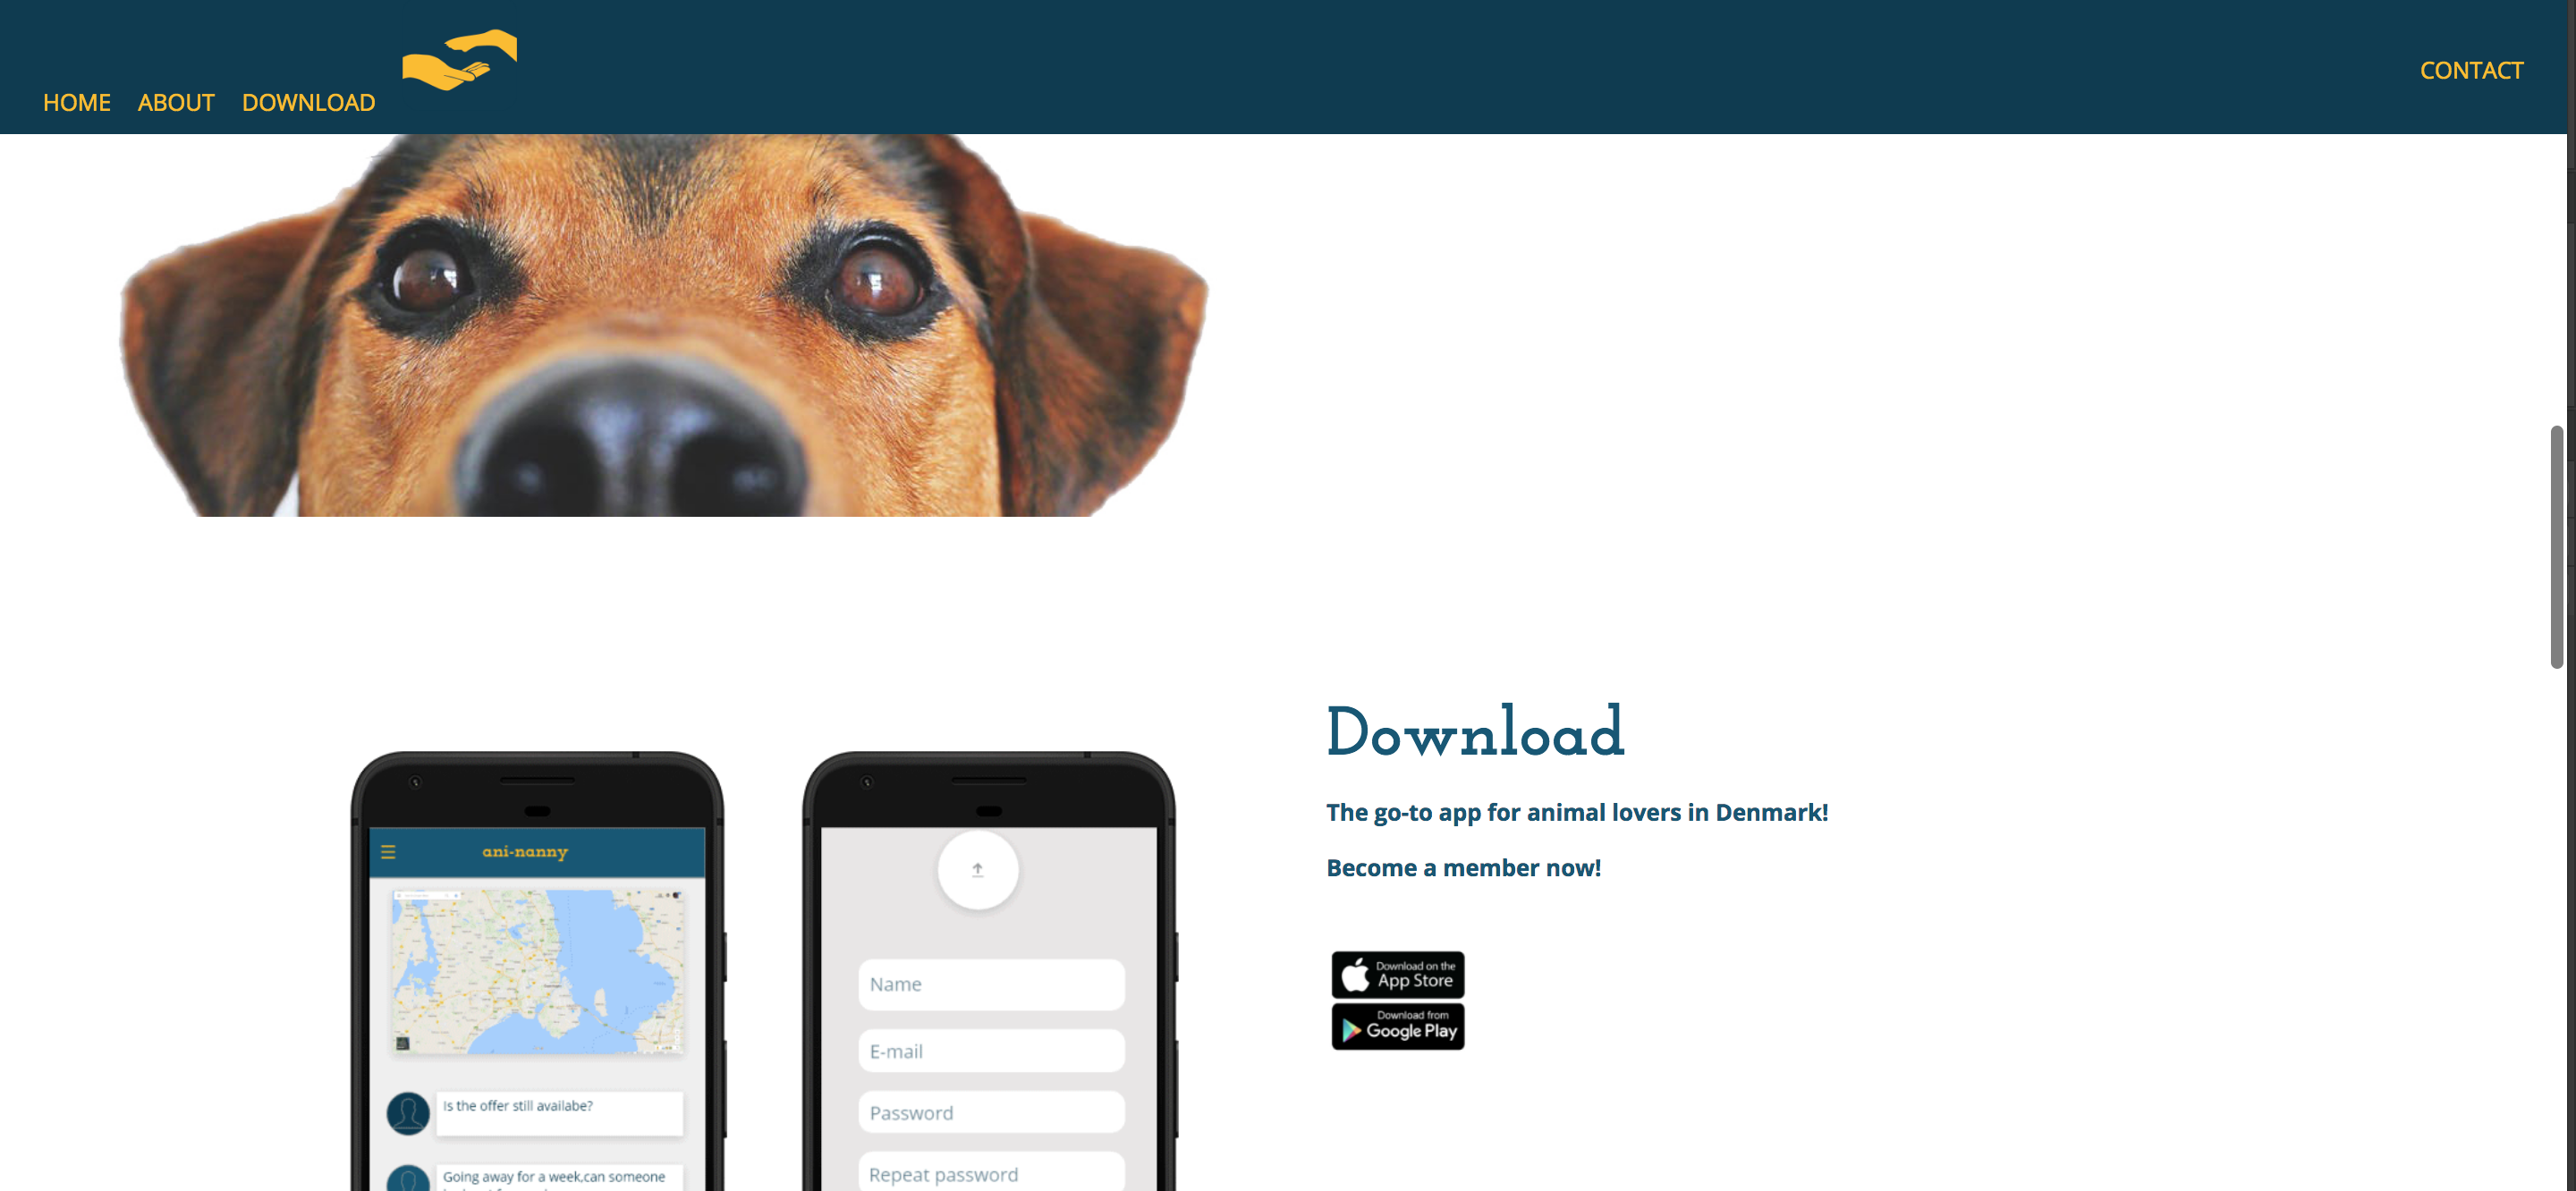 HOME ABOUT DOWNLOAD
CONTACT
Download
The go-to app for animal lovers in Denmark!
Become a member now!
Download on the
App Store
Download from
Google Play
ani-nanny
Is the offer still availabe?
Going away for a week,can someone
Name
E-mail
Password
Repeat password